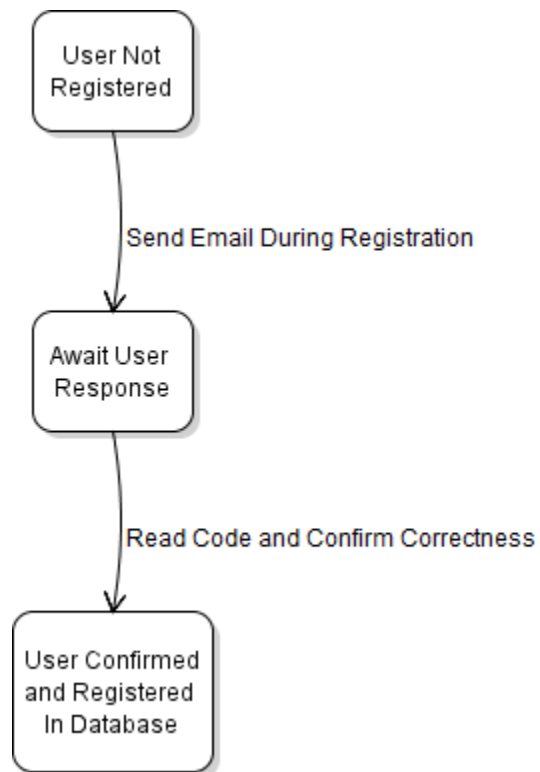 User Not
Registered
Send Email During Registration
Await User
Response
Read Code and Confirm Correctness
User Confirmed
and Registered
In Database